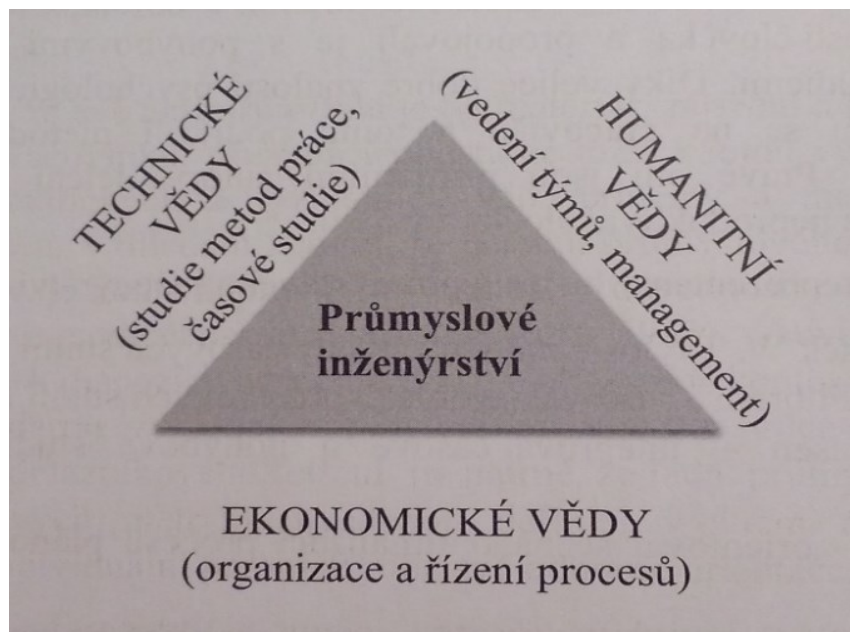 TECHNICKÉ
VĚDY
(studie metod práce,
časové studie)
(vedení týmů, management)
HUMANITNÍ
VĚDY
Průmyslové
inženýrství
EKONOMICKÉ VĚDY
(organizace a řízení procesů)